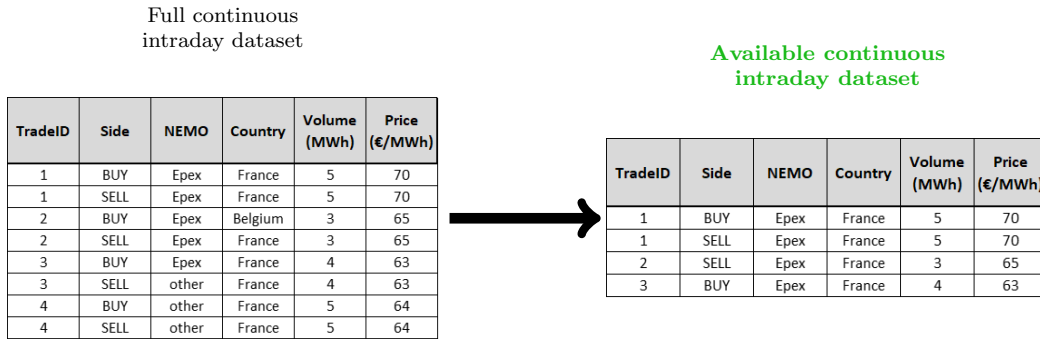 Full continuous
intraday dataset
TradeID Side NEMO Country Volume (MWh) Price (€/MWh)
1 BUY Epex France 5 70
1 SELL Epex France 5 70
2 BUY Epex Belgium 3 65
2 SELL Epex France 3 65
3 BUY Epex France 4 63
3 SELL other France 4 63
4 BUY other France 5 64
4 SELL other France 5 64
Available continuous
intraday dataset
TradeID Side NEMO Country Volume (MWh) Price (€/MWh)
1 BUY Epex France 5 70
1 SELL Epex France 5 70
2 SELL Epex France 3 65
3 BUY Epex France 4 63